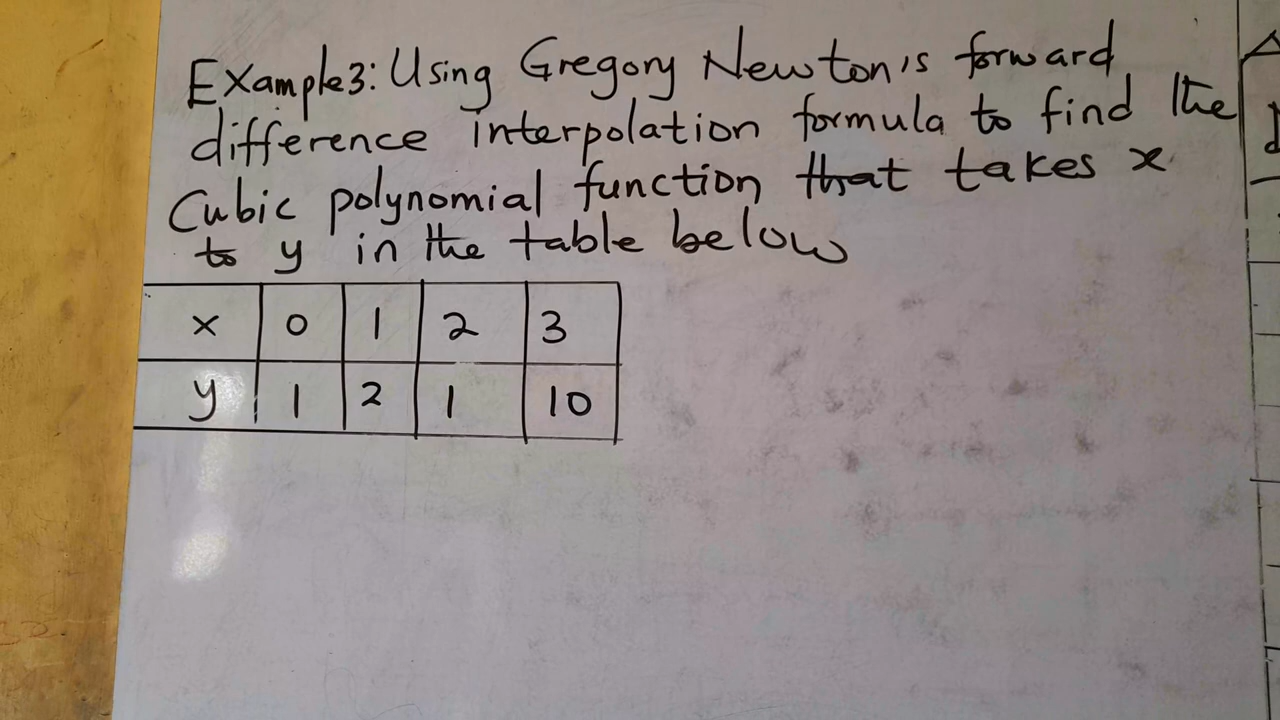 Example3: Using Gregory Newton's forward
difference interpolation formula to find the
Cubic polynomial function that takes x
to y in the table below
x 0 1 2 3
y 1 2 1 10